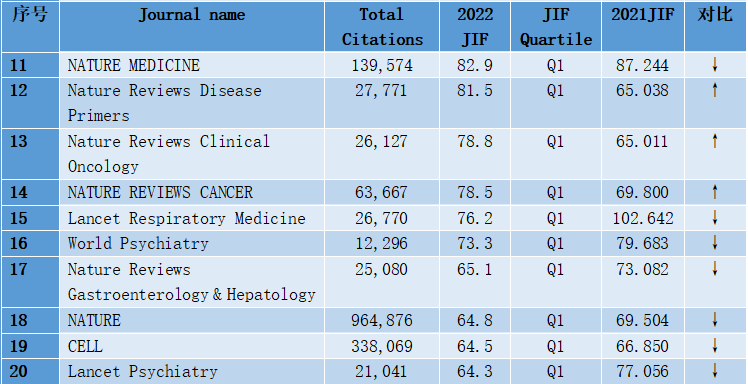 序号 Journal name Total Citations 2022 JIF JIF Quartile 2021JIF 对比
11 NATURE MEDICINE 139,574 82.9 Q1 87.244 ↓
12 Nature Reviews Disease Primers 27,771 81.5 Q1 65.038 ↑
13 Nature Reviews Clinical Oncology 26,127 78.8 Q1 65.011 ↑
14 NATURE REVIEWS CANCER 63,667 78.5 Q1 69.800 ↑
15 Lancet Respiratory Medicine 26,770 76.2 Q1 102.642 ↓
16 World Psychiatry 12,296 73.3 Q1 79.683 ↓
17 Nature Reviews Gastroenterology & Hepatology 25,080 65.1 Q1 73.082 ↓
18 NATURE 964,876 64.8 Q1 69.504 ↓
19 CELL 338,069 64.5 Q1 66.850 ↓
20 Lancet Psychiatry 21,041 64.3 Q1 77.056 ↓